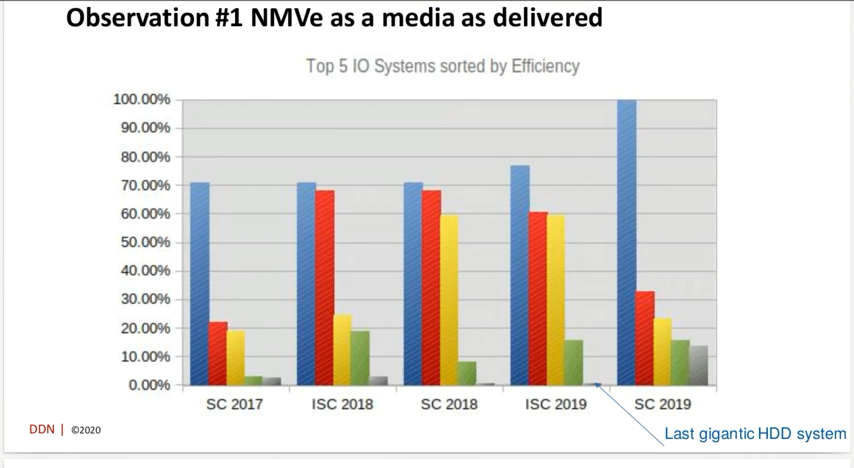 Observation #1 NMVe as a media as delivered
Top 5 IO Systems sorted by Efficiency
100.00%
90.00%
80.00%
70.00%
60.00%
50.00%
40.00%
30.00%
20.00%
10.00%
0.00%
SC 2017 ISC 2018 SC 2018 ISC 2019 SC 2019
DDN | ©2020
Last gigantic HDD system